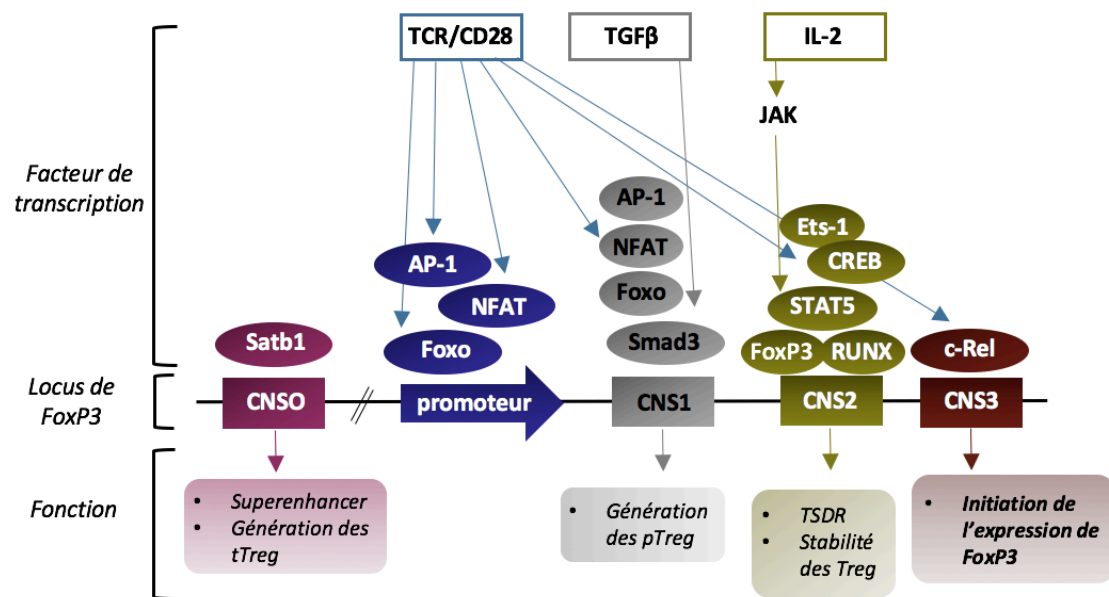 TCR/CD28
TGFβ
IL-2
JAK
Facteur de
transcription
AP-1
NFAT
Foxo
Satb1
AP-1
NFAT
Foxo
Smad3
Ets-1
CREB
STAT5
FoxP3
RUNX
c-Rel
Locus de
FoxP3
CNSO
promoteur
CNS1
CNS2
CNS3
Fonction
• Superenhancer
• Génération des
tTreg
• Génération
des pTreg
• TSDR
• Stabilité
des Treg
• Initiation de
l’expression de
FoxP3